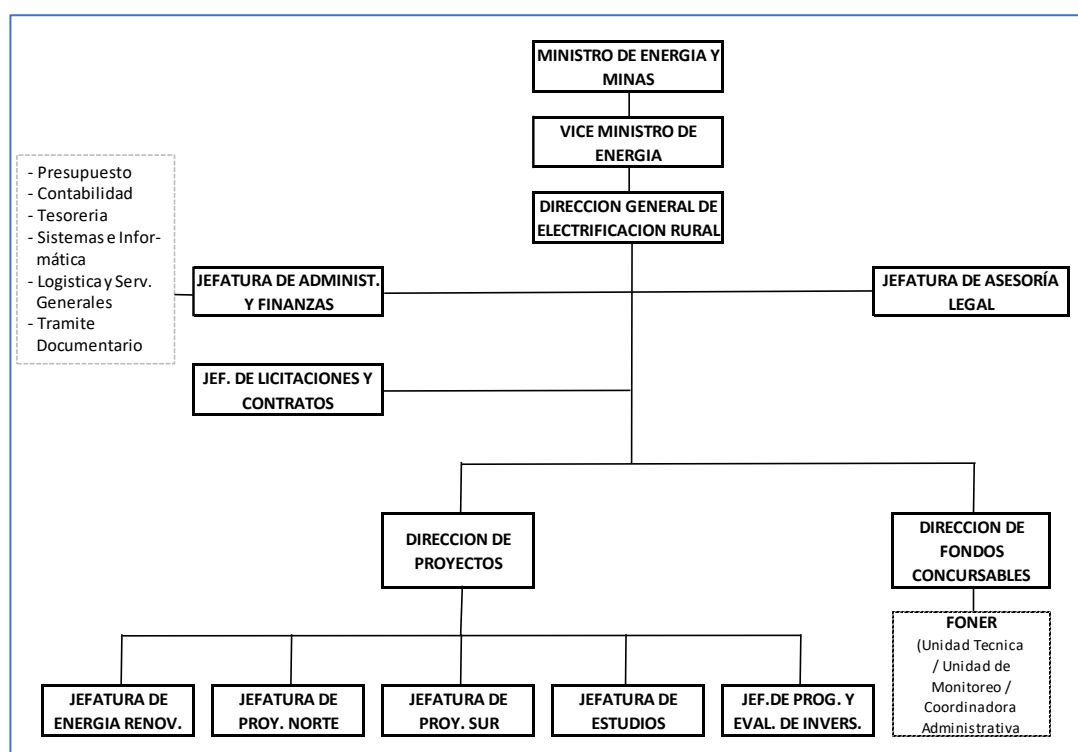 MINISTRO DE ENERGIA Y
MINAS
VICE MINISTRO DE
ENERGIA
DIRECCION GENERAL DE
ELECTRIFICACION RURAL
- Presupuesto
- Contabilidad
- Tesoreria
- Sistemas e Infor-
mática
- Logistica y Serv.
Generales
- Tramite
Documentario
JEFATURA DE ADMINIST.
Y FINANZAS
JEFATURA DE ASESORÍA
LEGAL
JEF. DE LICITACIONES Y
CONTRATOS
DIRECCION DE
PROYECTOS
DIRECCION DE
FONDOS
CONCURSABLES
FONER
(Unidad Tecnica
/ Unidad de
Monitoreo /
Coordinadora
Administrativa
JEFATURA DE
ENERGIA RENOV.
JEFATURA DE
PROY. NORTE
JEFATURA DE
PROY. SUR
JEFATURA DE
ESTUDIOS
JEF.DE PROG. Y
EVAL. DE INVERS.